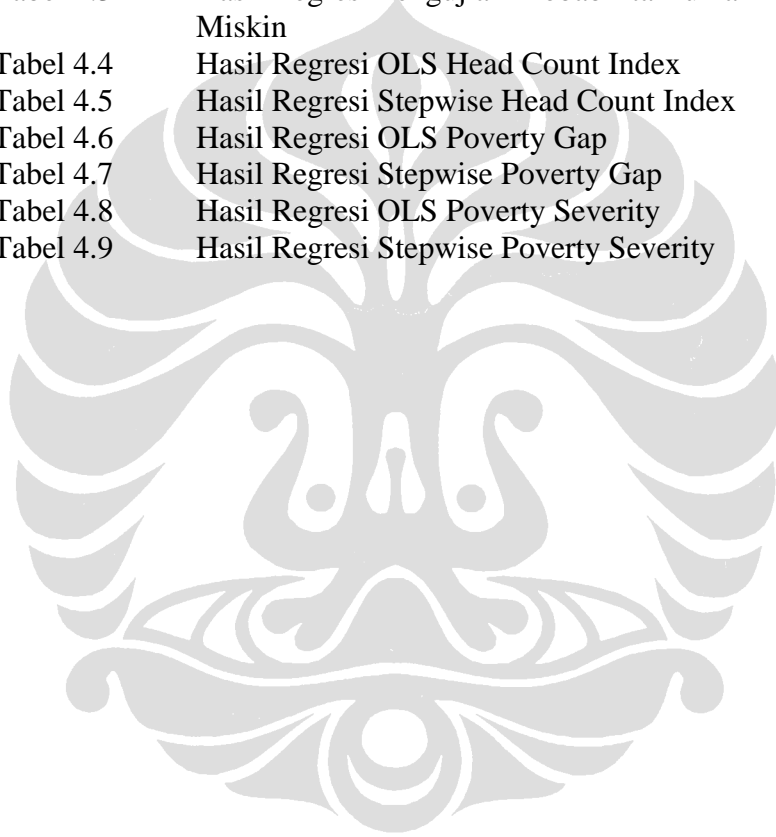 Miskin
Tabel 4.4 Hasil Regresi OLS Head Count Index
Tabel 4.5 Hasil Regresi Stepwise Head Count Index
Tabel 4.6 Hasil Regresi OLS Poverty Gap
Tabel 4.7 Hasil Regresi Stepwise Poverty Gap
Tabel 4.8 Hasil Regresi OLS Poverty Severity
Tabel 4.9 Hasil Regresi Stepwise Poverty Severity